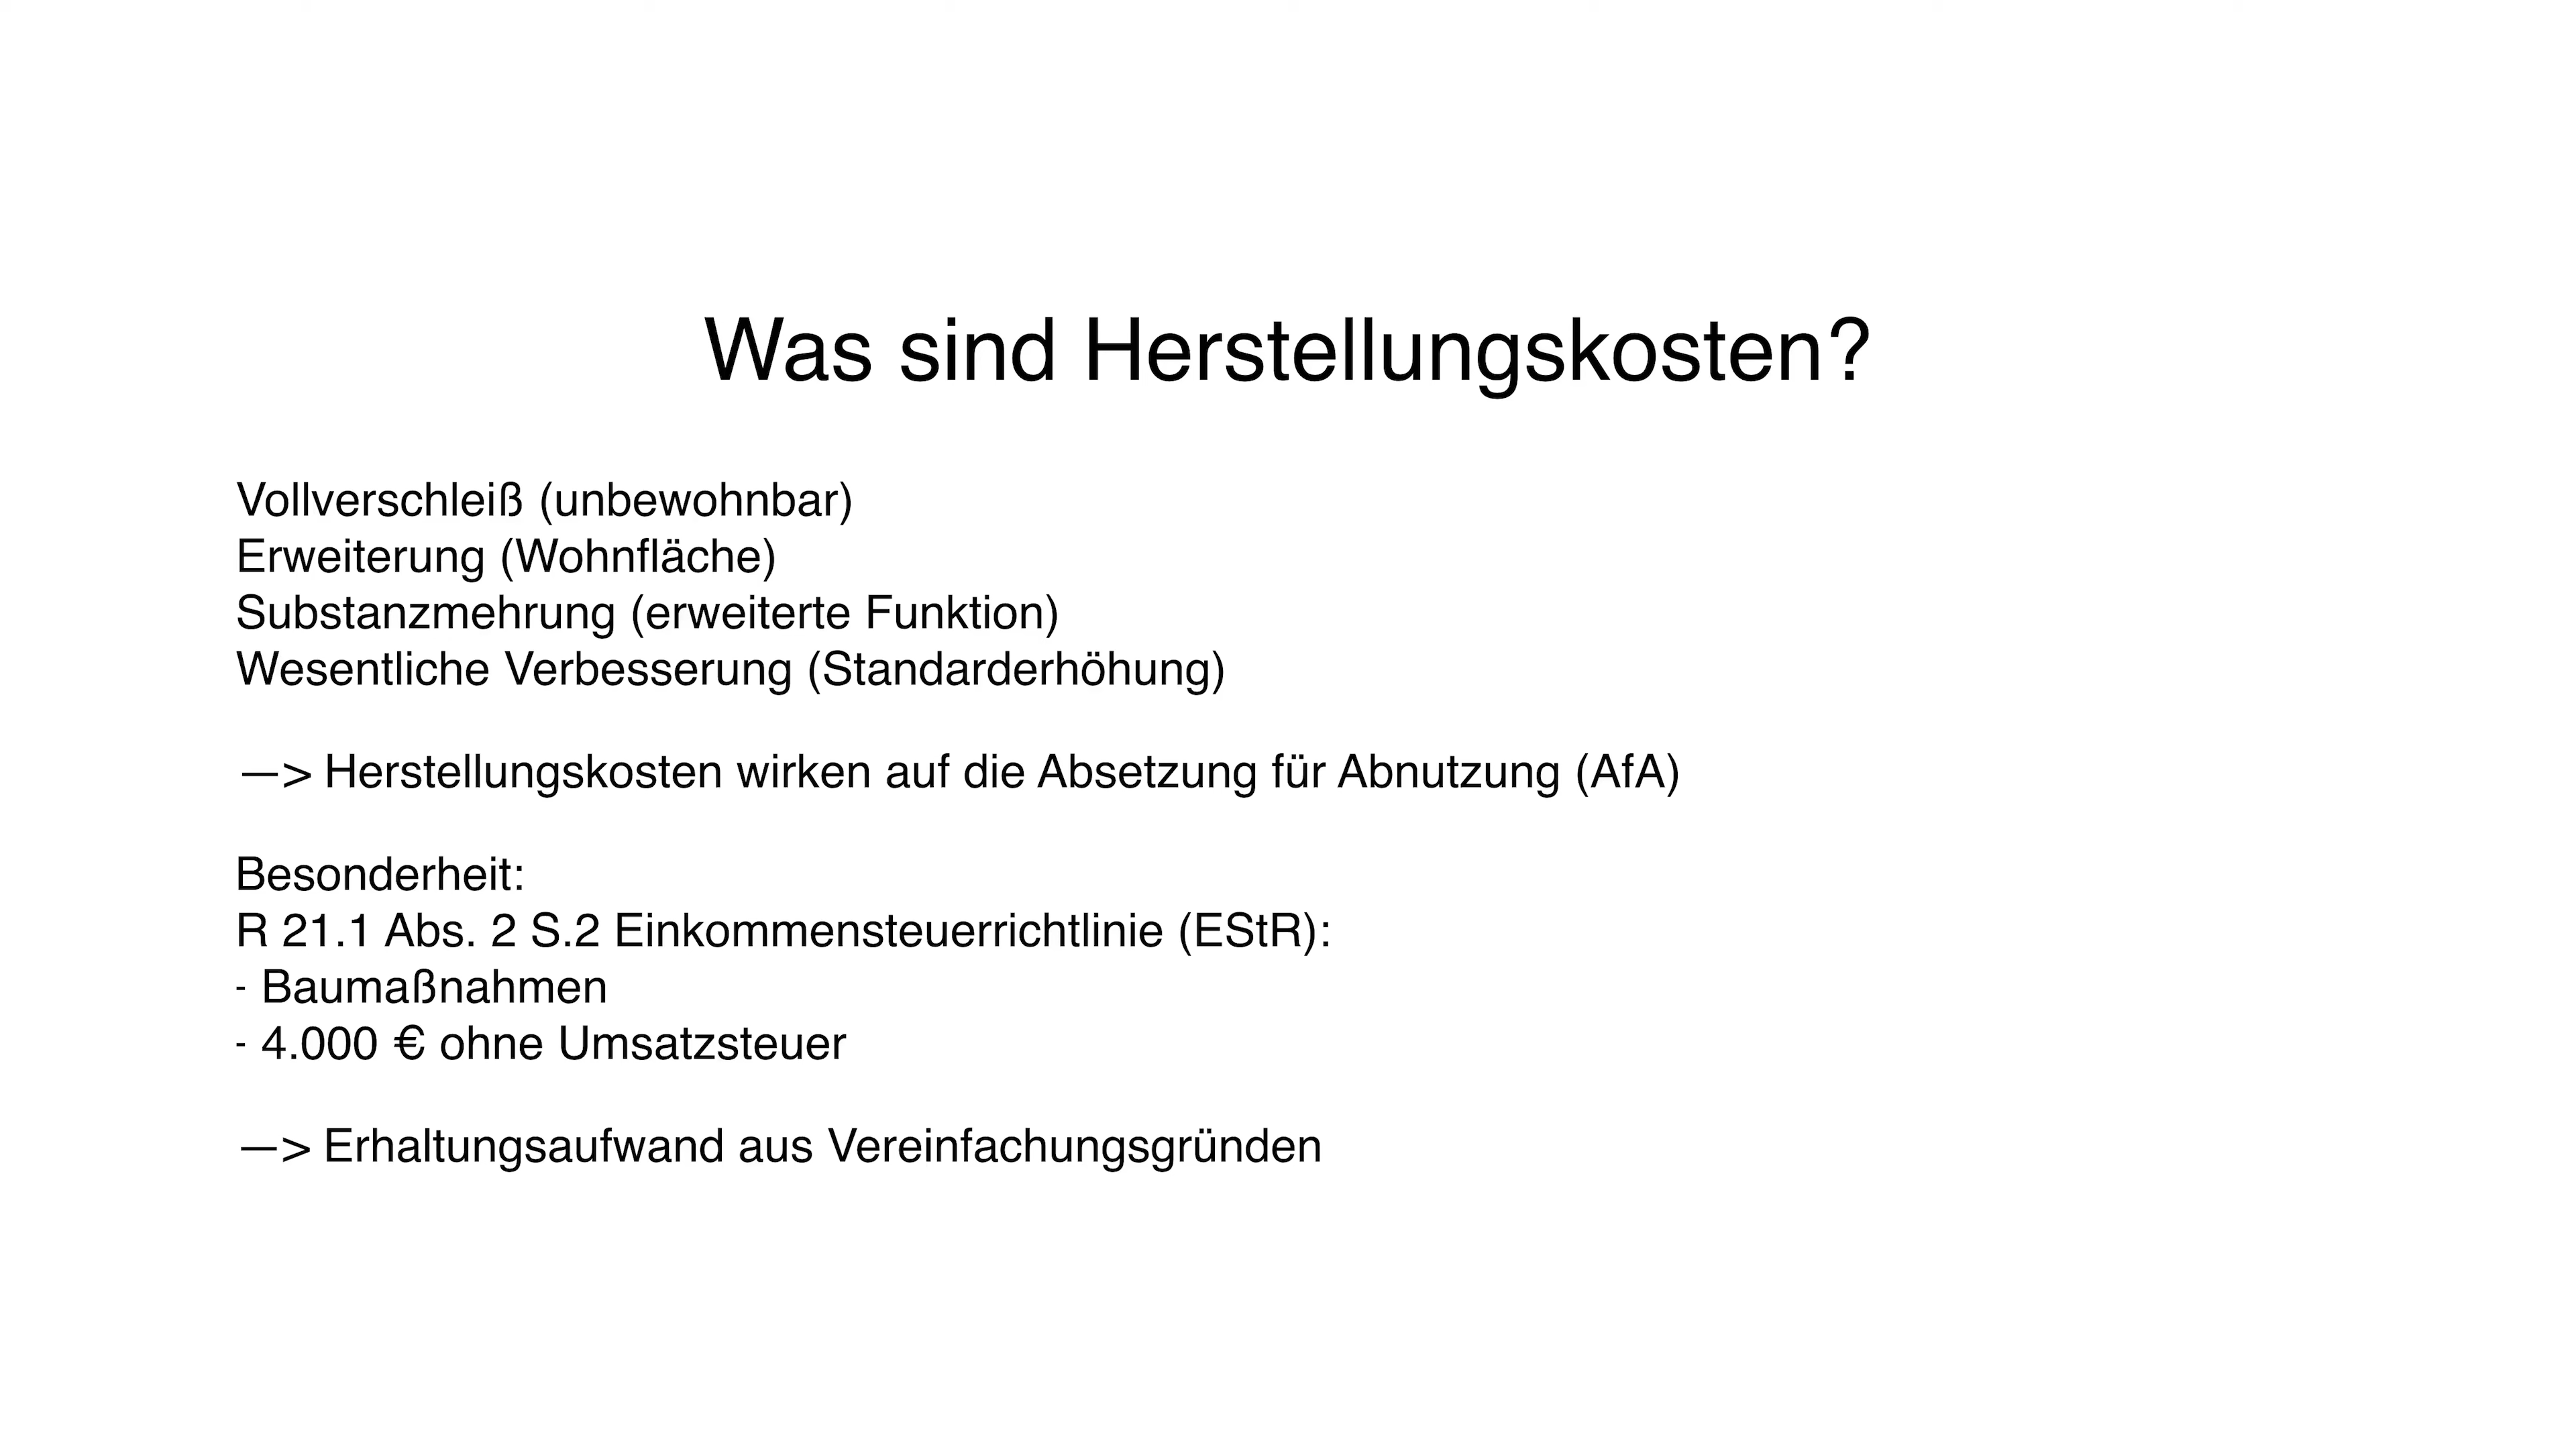 Was sind Herstellungskosten?
Vollverschleiß (unbewohnbar)
Erweiterung (Wohnfläche)
Substanzmehrung (erweiterte Funktion)
Wesentliche Verbesserung (Standarderhöhung)
—> Herstellungskosten wirken auf die Absetzung für Abnutzung (AfA)
Besonderheit:
R 21.1 Abs. 2 S.2 Einkommensteuerrichtlinie (EStR):
- Baumaßnahmen
- 4.000 € ohne Umsatzsteuer
—> Erhaltungsaufwand aus Vereinfachungsgründen